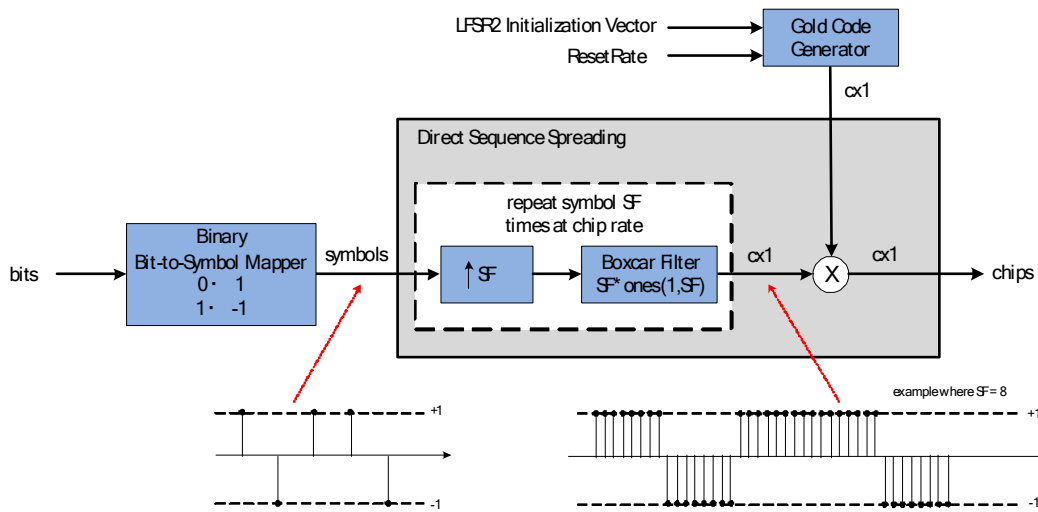 LFSR2 Initialization Vector
Reset Rate
Gold Code
Generator
cx1
Direct Sequence Spreading
repeat symbol SF
times at chip rate
bits
Binary
Bit-to-Symbol Mapper
0· 1
1· -1
symbols
↑ SF
Boxcar Filter
SF* ones(1,SF)
cx1
X
cx1
chips
example where SF = 8
+1
-1
+1
-1